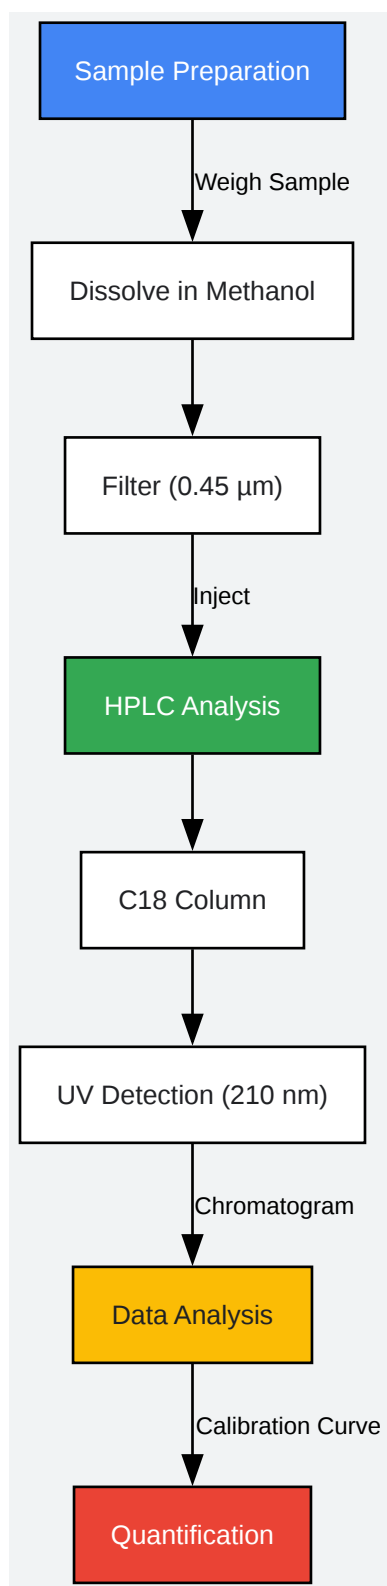 Sample Preparation
Weigh Sample
Dissolve in Methanol
Filter (0.45 µm)
Inject
HPLC Analysis
C18 Column
UV Detection (210 nm)
Chromatogram
Data Analysis
Calibration Curve
Quantification